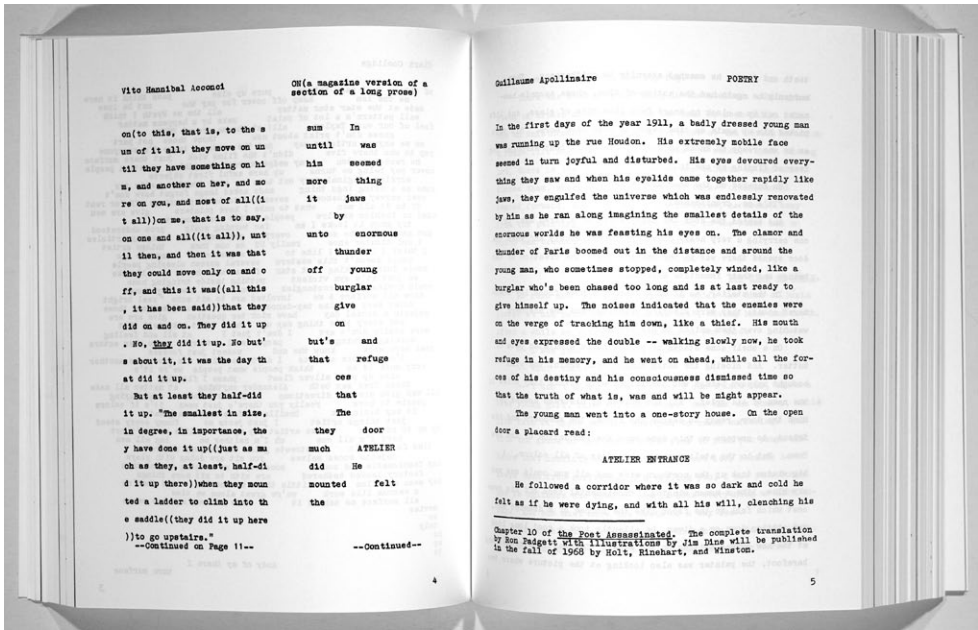 Vito Hannibal Acconci
on(to this, that is, to the s
um of it all, they move on un
til they have something on hi
m, and another on her, and mo
re on you, and most of all((i
t all))on me, that is to say,
on one and all((it all)), unt
il then, and then it was that
they could move only on and o
ff, and this it was((all this
, it has been said))that they
did on and on. They did it up
. No, they did it up. No but'
s about it, it was the day th
at did it up.
But at least they half-did
it up. "The smallest in size,
in degree, in importance, the
y have done it up((just as mu
ch as they, at least, half-di
d it up there))when they moun
ted a ladder to climb into th
e saddle((they did it up here
))to go upstairs."
--Continued on Page 11--
ON(a magazine version of a
section of a long prose)
sum In
until was
him seemed
more thing
it jaws
by
unto enormous
thunder
off young
burglar
give
on
but's and
that refuge
ces
that
The
they door
much ATELIER
did He
mounted felt
the
--Continued--
4
Guillaume Apollinaire POETRY
In the first days of the year 1911, a badly dressed young man
was running up the rue Houdon. His extremely mobile face
seemed in turn joyful and disturbed. His eyes devoured every-
thing they saw and when his eyelids came together rapidly like
jaws, they engulfed the universe which was endlessly renovated
by him as he ran along imagining the smallest details of the
enormous worlds he was feasting his eyes on. The clamor and
thunder of Paris boomed out in the distance and around the
young man, who sometimes stopped, completely winded, like a
burglar who's been chased too long and is at last ready to
give himself up. The noises indicated that the enemies were
on the verge of tracking him down, like a thief. His mouth
and eyes expressed the double -- walking slowly now, he took
refuge in his memory, and he went on ahead, while all the for-
ces of his destiny and his consciousness dismissed time so
that the truth of what is, was and will be might appear.
The young man went into a one-story house. On the open
door a placard read:
ATELIER ENTRANCE
He followed a corridor where it was so dark and cold he
felt as if he were dying, and with all his will, clenching his
Chapter 10 of the Poet Assassinated. The complete translation
by Ron Padgett with illustrations by Jim Dine will be published
in the fall of 1968 by Holt, Rinehart, and Winston.
5